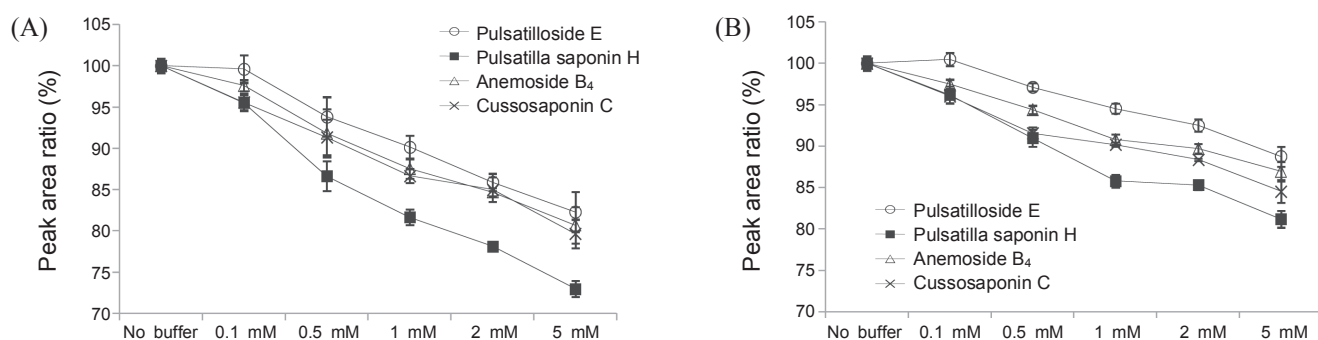 (A)
Peak area ratio (%)
105
100
95
90
85
80
75
70
No buffer 0.1 mM 0.5 mM 1 mM 2 mM 5 mM
Pulsatilloside E
Pulsatilla saponin H
Anemoside B₄
Cussosaponin C
(B)
Peak area ratio (%)
105
100
95
90
85
80
75
70
No buffer 0.1 mM 0.5 mM 1 mM 2 mM 5 mM
Pulsatilloside E
Pulsatilla saponin H
Anemoside B₄
Cussosaponin C